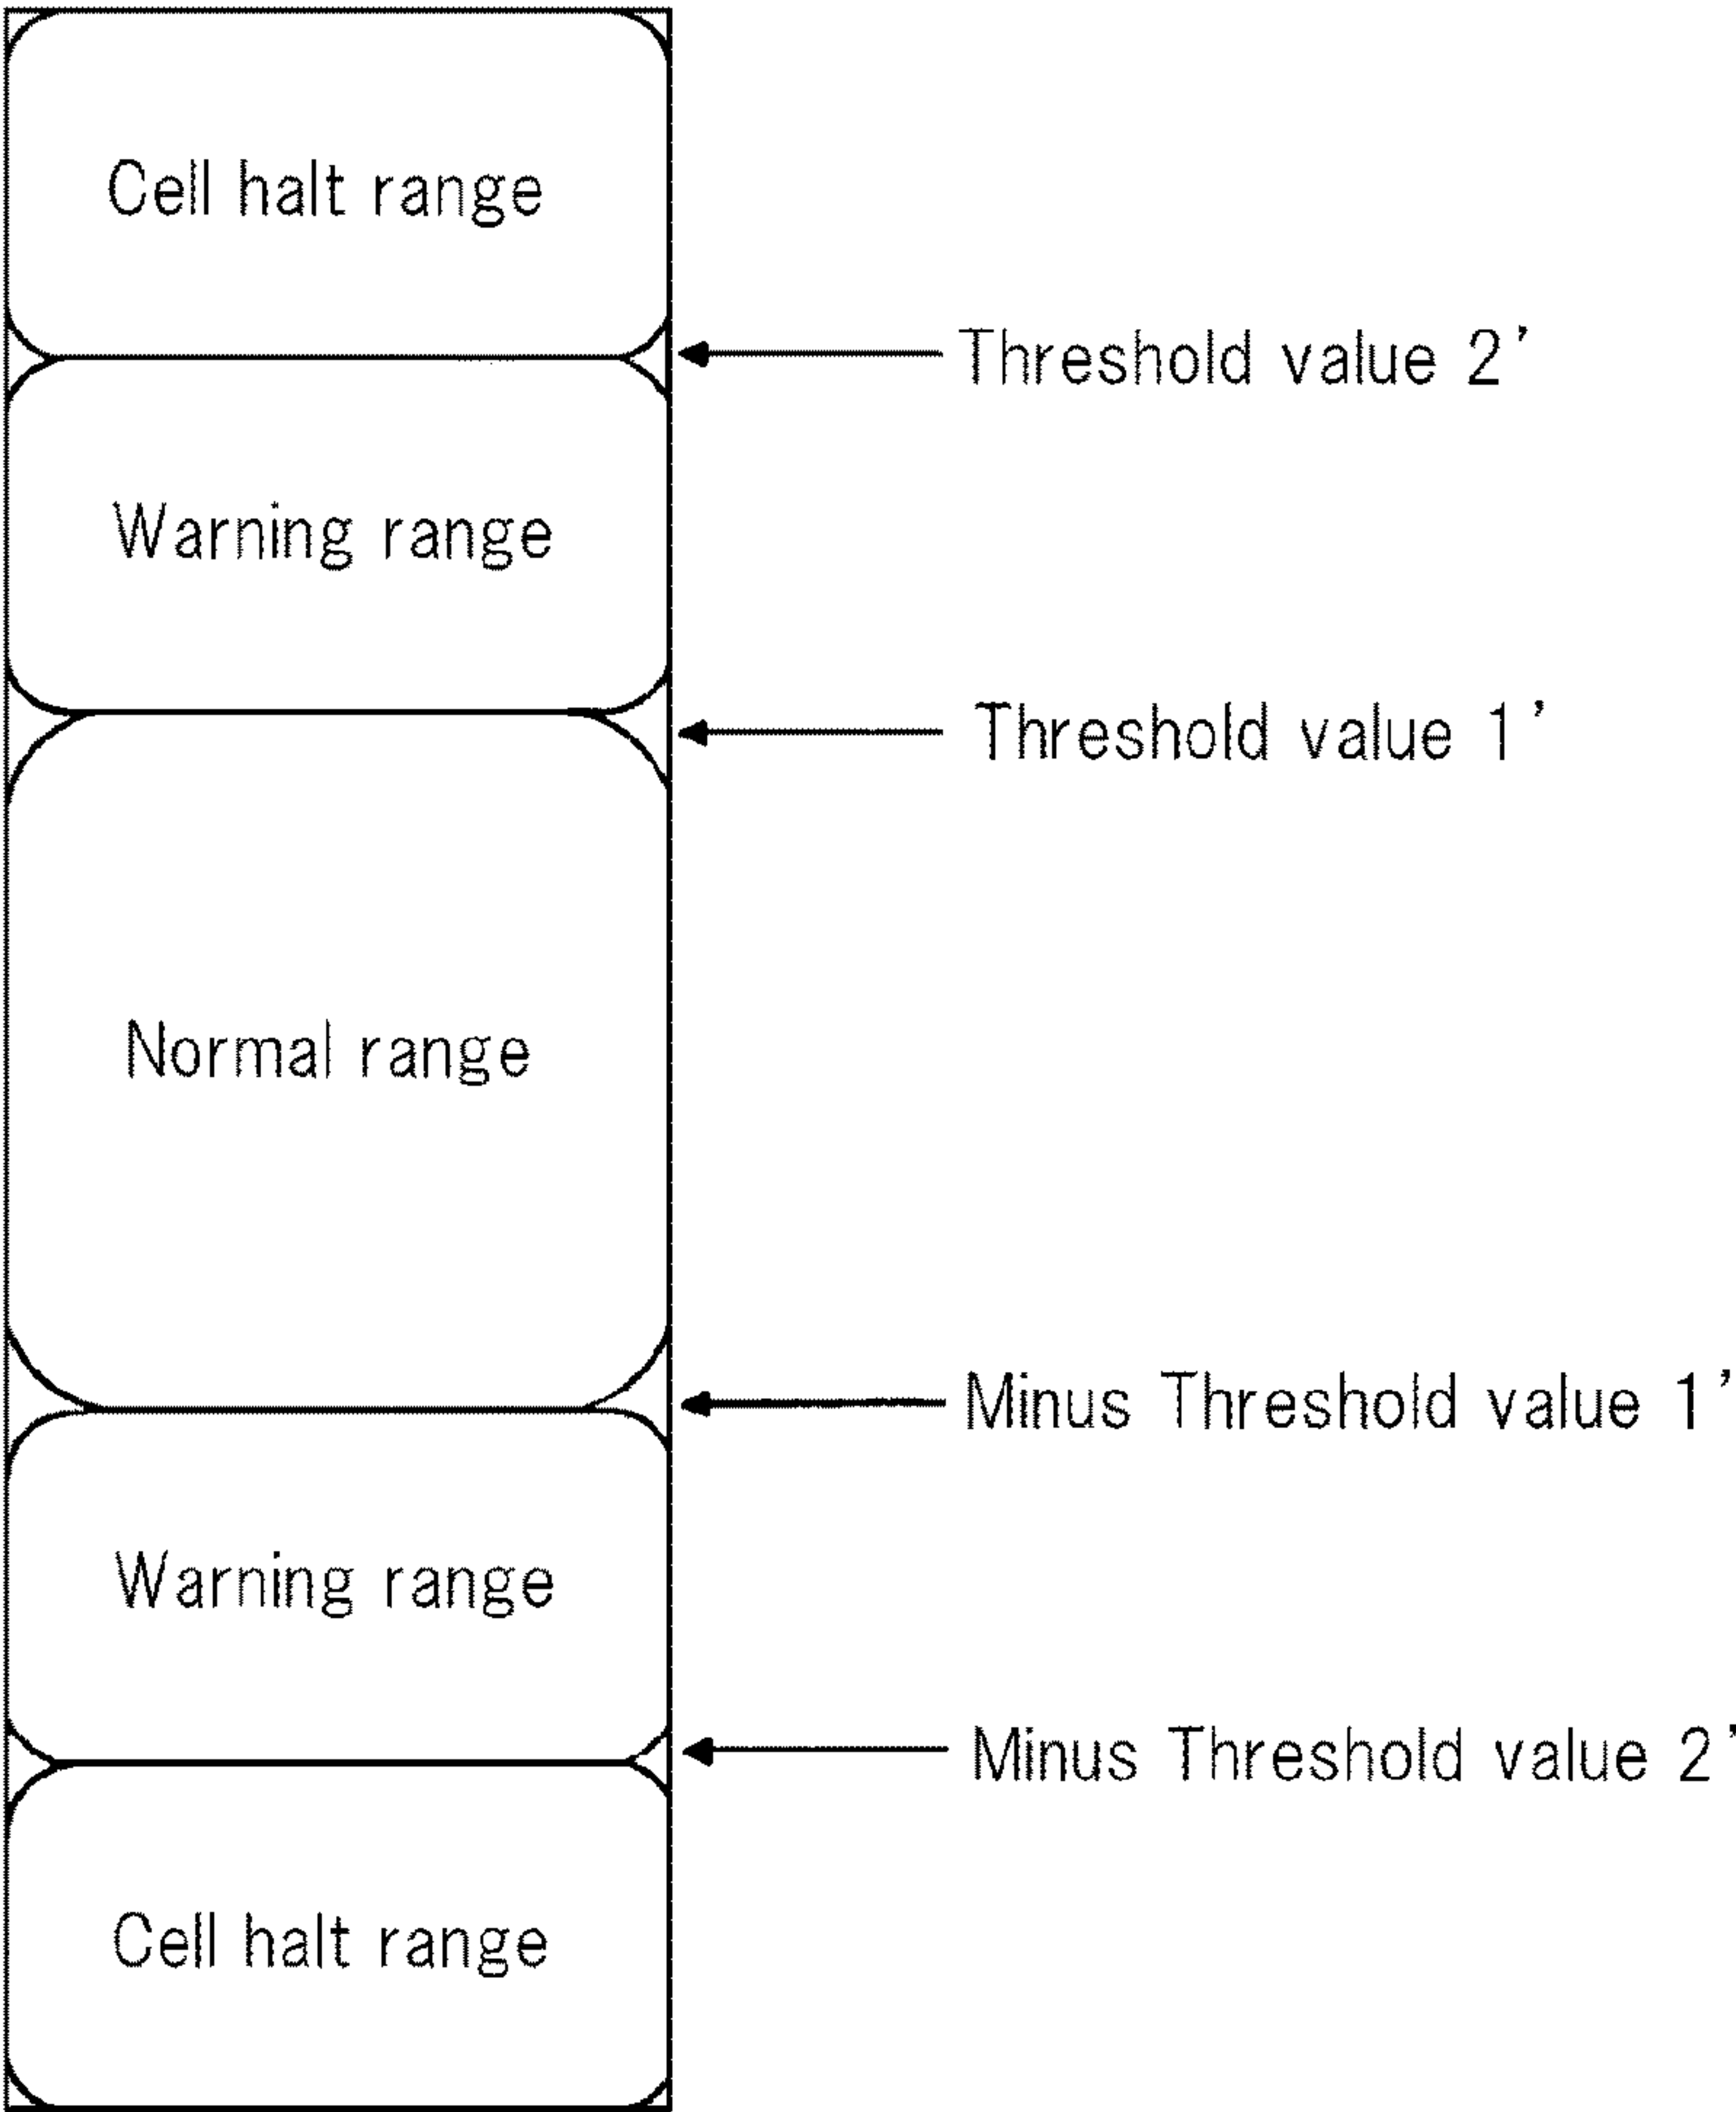 Cell halt range
Threshold value 2'
Warning range
Threshold value 1'
Normal range
Minus Threshold value 1'
Warning range
Minus Threshold value 2'
Cell halt range